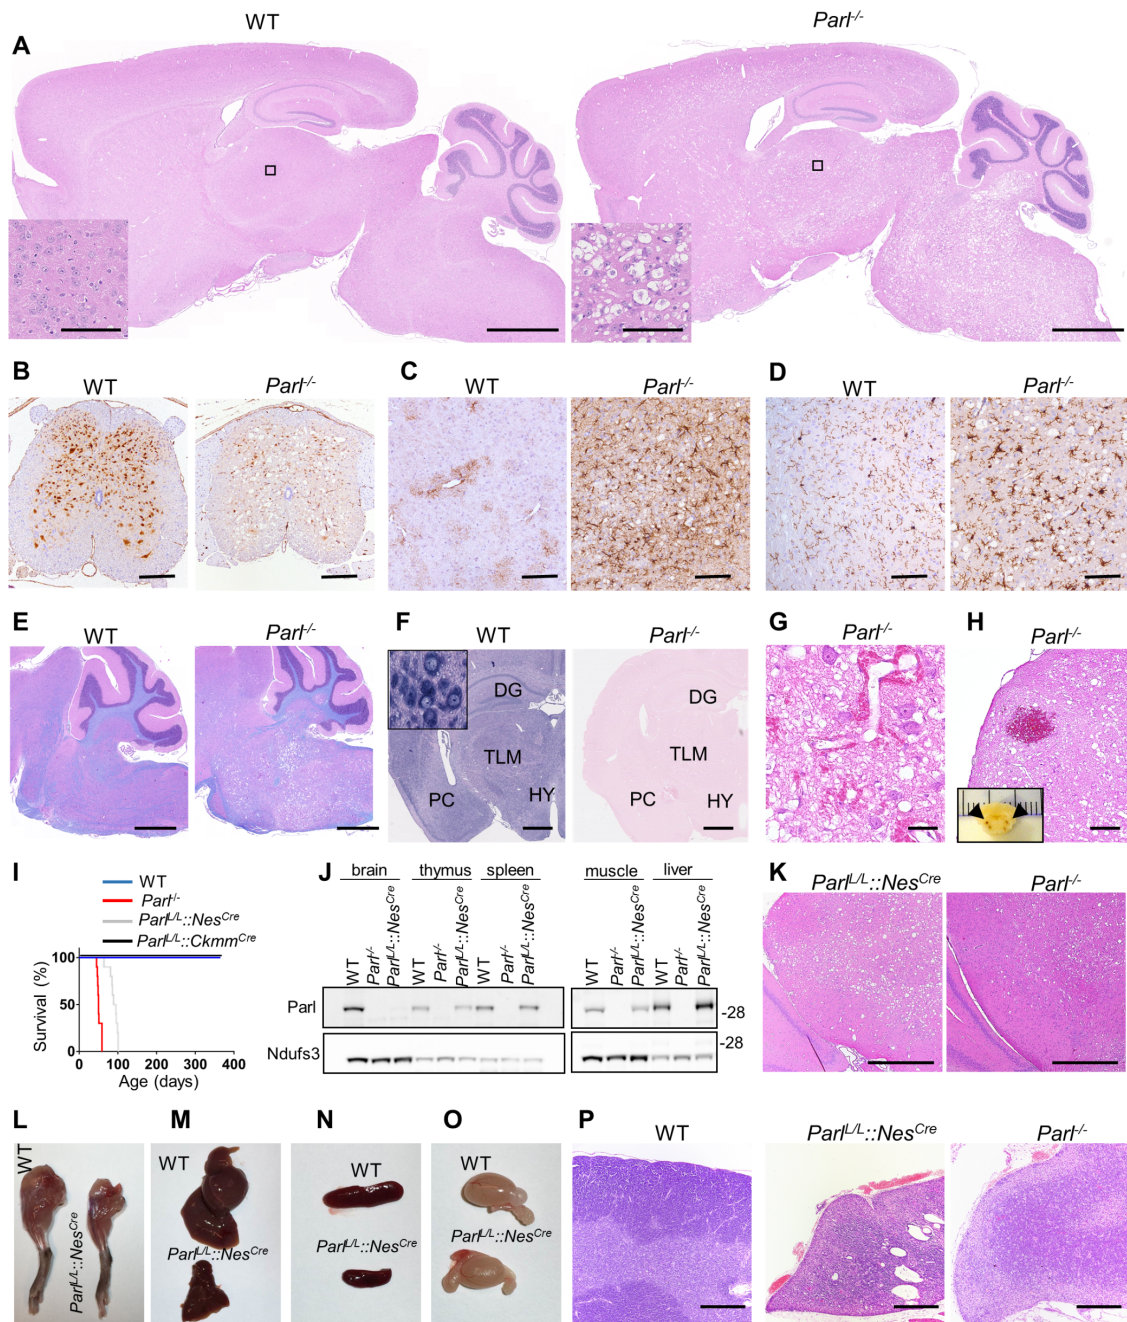 WT Parl-/-
A
B WT Parl-/- C WT Parl-/- D WT Parl-/-
E WT Parl-/- F WT Parl-/- G Parl-/- H Parl-/-
DG DG
TLM TLM
PC HY PC HY
I
WT
Parl-/-
ParlL/L::NesCre
ParlL/L::CkmmCre
Survival (%)
100
50
0
0 100 200 300 400
Age (days)
J brain thymus spleen muscle liver
WT Parl-/- ParlL/L::NesCre WT Parl-/- ParlL/L::NesCre WT Parl-/- ParlL/L::NesCre WT Parl-/- ParlL/L::NesCre WT Parl-/- ParlL/L::NesCre
Parl -28
-28
Ndufs3
K ParlL/L::NesCre Parl-/-
L WT ParlL/L::NesCre
M WT
ParlL/L::NesCre
N WT
ParlL/L::NesCre
O WT
ParlL/L::NesCre
P WT ParlL/L::NesCre Parl-/-